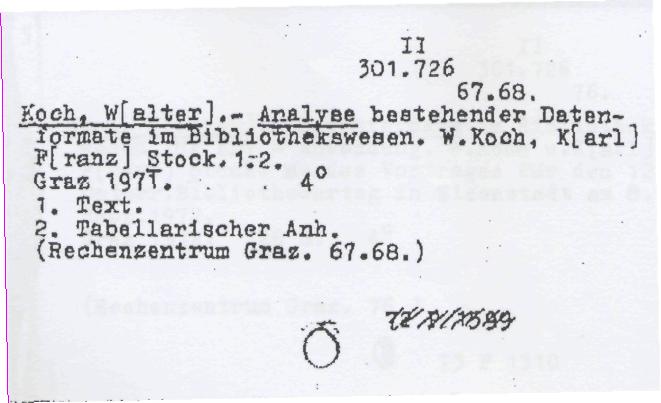 II
301.726
67.68.
Koch, W[alter].- Analyse bestehender Daten-
formate im Bibliothekswesen. W.Koch, K[arl]
F[ranz] Stock. 1.2.
Graz 1971. 4°
1. Text.
2. Tabellarischer Anh.
(Rechenzentrum Graz. 67.68.)